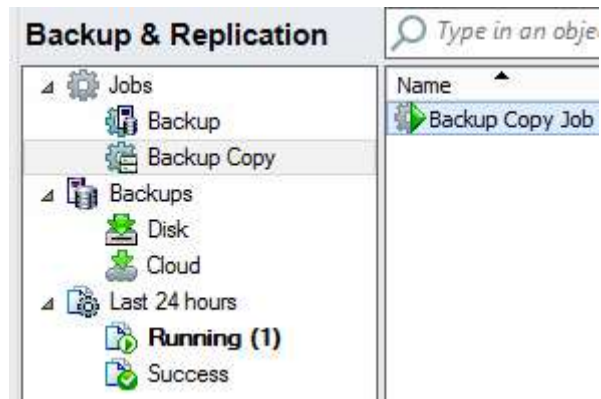 Backup & Replication
Type in an obje
Jobs
Backup
Backup Copy
Backups
Disk
Cloud
Last 24 hours
Running (1)
Success
Name
Backup Copy Job